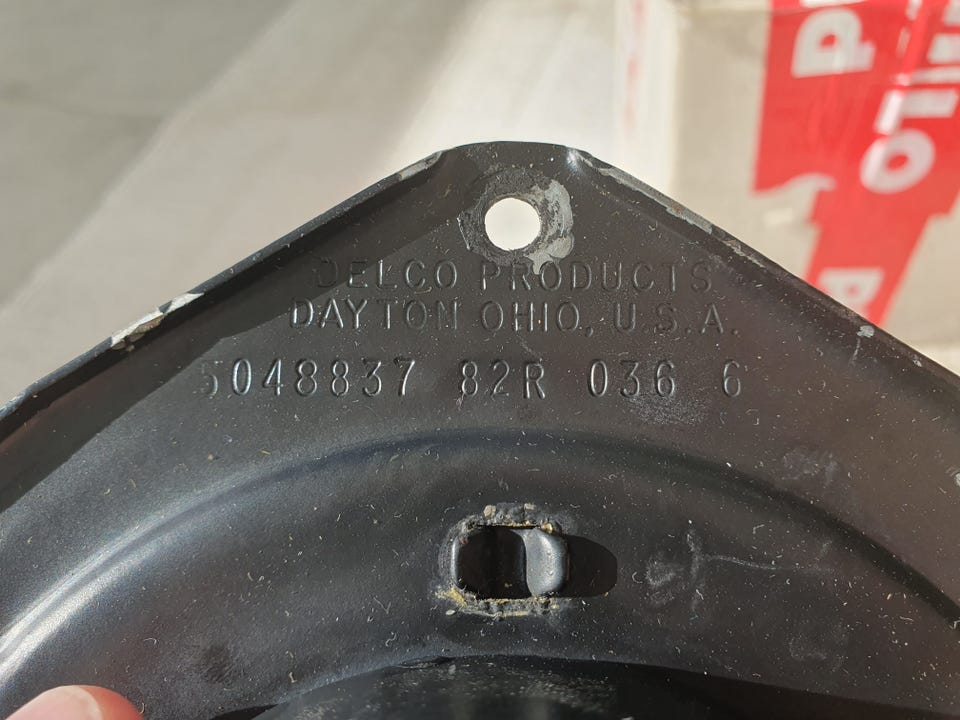 DELCO PRODUCTS
DAYTON OHIO, U.S.A.
5048837 82R 036 6